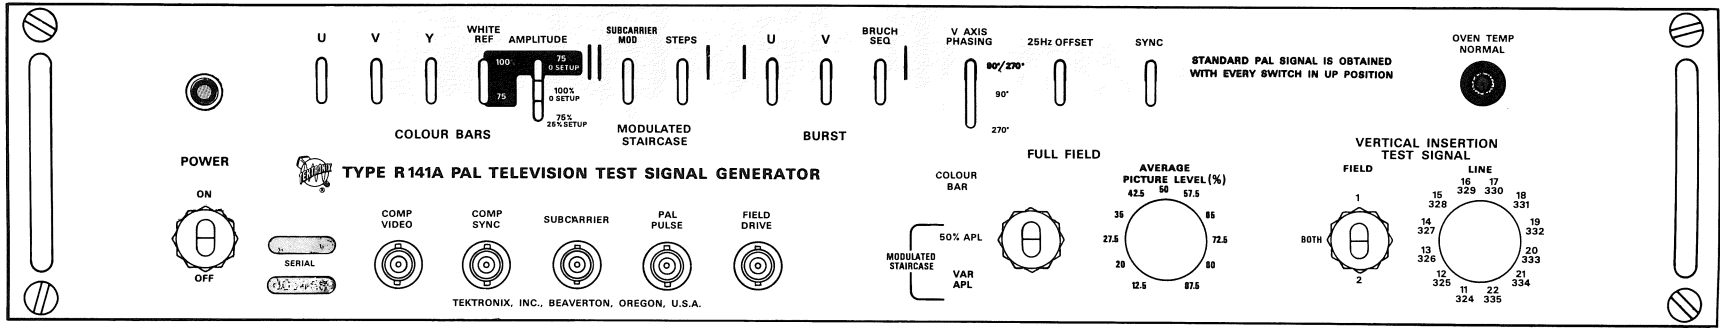 U
V
Y
WHITE
REF
AMPLITUDE
100
75
75
0 SETUP
100%
0 SETUP
75%
25% SETUP
COLOUR BARS
SUBCARRIER
MOD
STEPS
MODULATED
STAIRCASE
U
V
BRUCH
SEQ
BURST
V AXIS
PHASING
90°/270°
90°
270°
25Hz OFFSET
SYNC
STANDARD PAL SIGNAL IS OBTAINED
WITH EVERY SWITCH IN UP POSITION
OVEN TEMP
NORMAL
POWER
ON
OFF
TEKTRONIX
®
TYPE R141A PAL TELEVISION TEST SIGNAL GENERATOR
SERIAL
COMP
VIDEO
COMP
SYNC
SUBCARRIER
PAL
PULSE
FIELD
DRIVE
TEKTRONIX, INC., BEAVERTON, OREGON, U.S.A.
FULL FIELD
COLOUR
BAR
50% APL
MODULATED
STAIRCASE
VAR
APL
AVERAGE
PICTURE LEVEL (%)
12.5
20
27.5
35
42.5
50
57.5
65
72.5
80
87.5
VERTICAL INSERTION
TEST SIGNAL
FIELD
1
BOTH
2
LINE
11
324
12
325
13
326
14
327
15
328
16
329
17
330
18
331
19
332
20
333
21
334
22
335